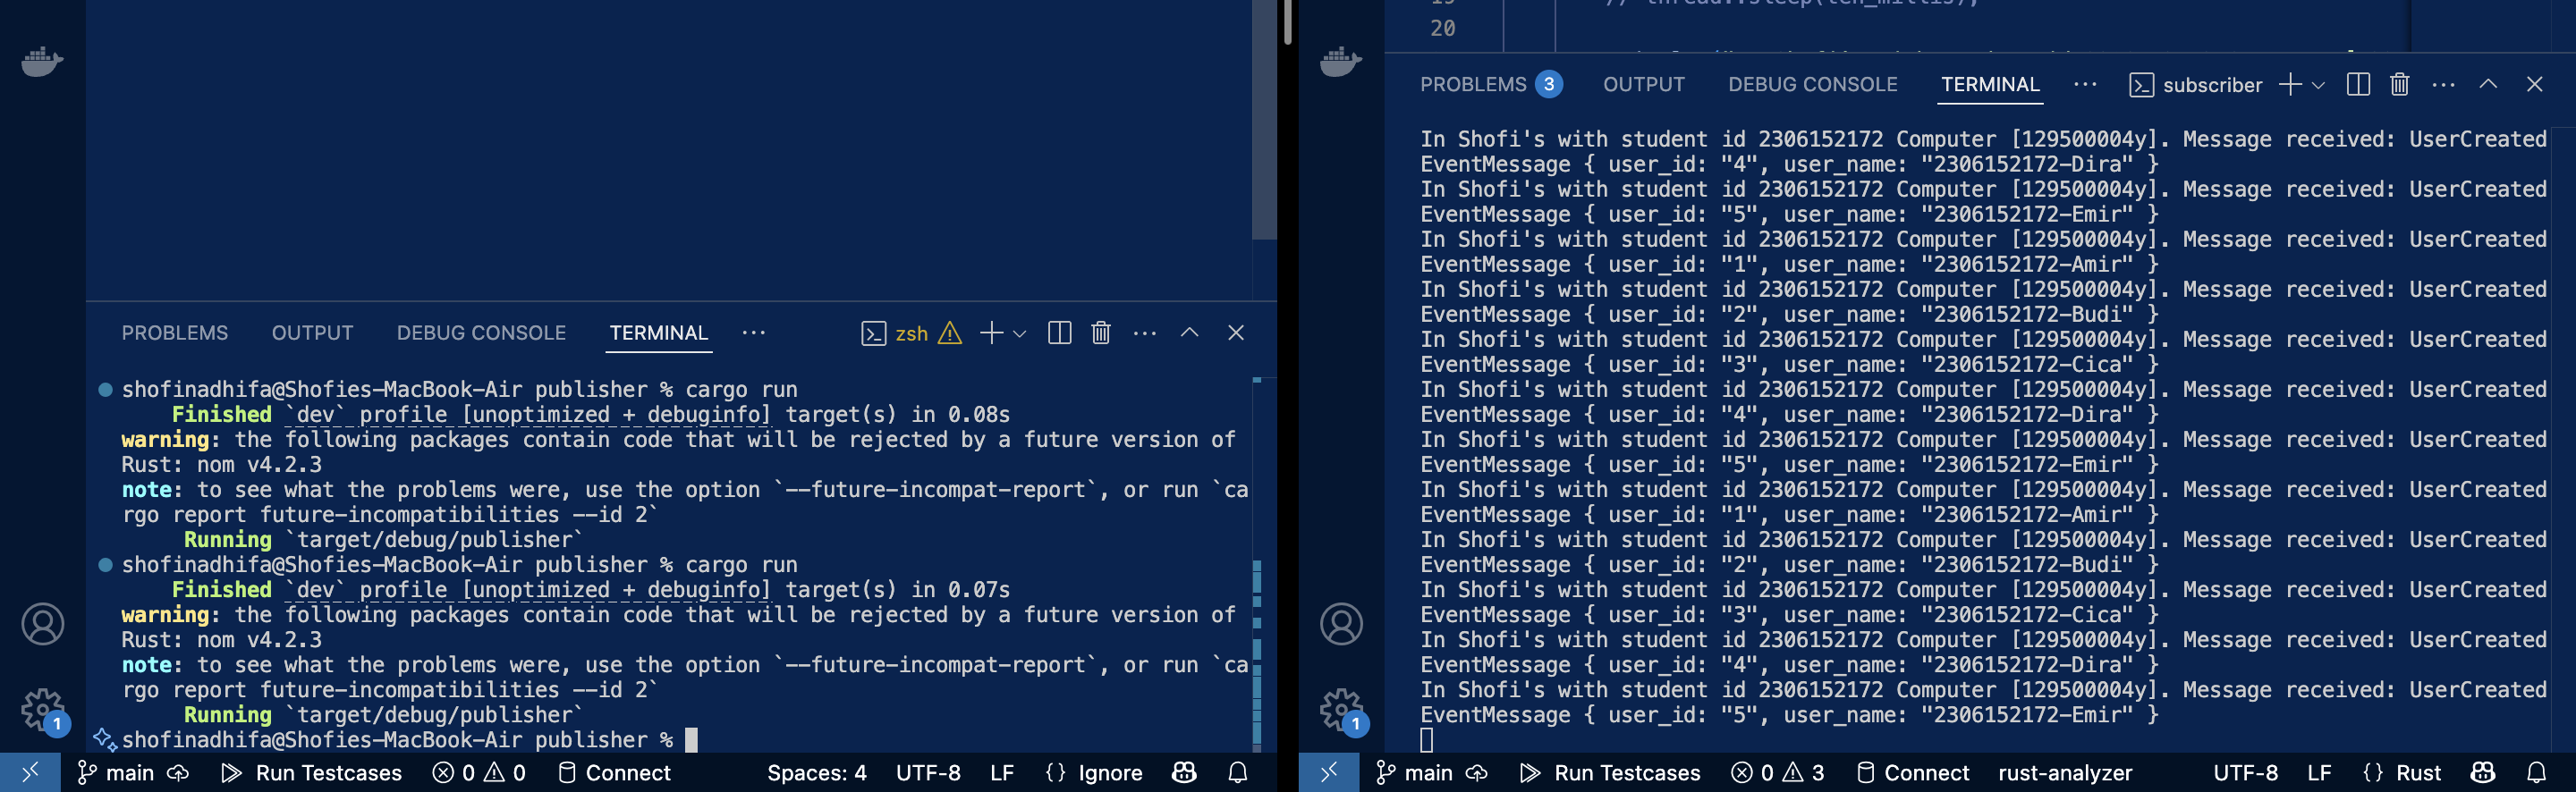 PROBLEMS OUTPUT DEBUG CONSOLE TERMINAL ··· zsh
shofinadhifa@Shofies-MacBook-Air publisher % cargo run
Finished `dev` profile [unoptimized + debuginfo] target(s) in 0.08s
warning: the following packages contain code that will be rejected by a future version of
Rust: nom v4.2.3
note: to see what the problems were, use the option `--future-incompat-report`, or run `ca
rgo report future-incompatibilities --id 2`
Running `target/debug/publisher`
shofinadhifa@Shofies-MacBook-Air publisher % cargo run
Finished `dev` profile [unoptimized + debuginfo] target(s) in 0.07s
warning: the following packages contain code that will be rejected by a future version of
Rust: nom v4.2.3
note: to see what the problems were, use the option `--future-incompat-report`, or run `ca
rgo report future-incompatibilities --id 2`
Running `target/debug/publisher`
1
shofinadhifa@Shofies-MacBook-Air publisher %
main Run Testcases 0 0 Connect Spaces: 4 UTF-8 LF {} Ignore
20
PROBLEMS 3 OUTPUT DEBUG CONSOLE TERMINAL ··· subscriber
In Shofi's with student id 2306152172 Computer [129500004y]. Message received: UserCreated
EventMessage { user_id: "4", user_name: "2306152172-Dira" }
In Shofi's with student id 2306152172 Computer [129500004y]. Message received: UserCreated
EventMessage { user_id: "5", user_name: "2306152172-Emir" }
In Shofi's with student id 2306152172 Computer [129500004y]. Message received: UserCreated
EventMessage { user_id: "1", user_name: "2306152172-Amir" }
In Shofi's with student id 2306152172 Computer [129500004y]. Message received: UserCreated
EventMessage { user_id: "2", user_name: "2306152172-Budi" }
In Shofi's with student id 2306152172 Computer [129500004y]. Message received: UserCreated
EventMessage { user_id: "3", user_name: "2306152172-Cica" }
In Shofi's with student id 2306152172 Computer [129500004y]. Message received: UserCreated
EventMessage { user_id: "4", user_name: "2306152172-Dira" }
In Shofi's with student id 2306152172 Computer [129500004y]. Message received: UserCreated
EventMessage { user_id: "5", user_name: "2306152172-Emir" }
In Shofi's with student id 2306152172 Computer [129500004y]. Message received: UserCreated
EventMessage { user_id: "1", user_name: "2306152172-Amir" }
In Shofi's with student id 2306152172 Computer [129500004y]. Message received: UserCreated
EventMessage { user_id: "2", user_name: "2306152172-Budi" }
In Shofi's with student id 2306152172 Computer [129500004y]. Message received: UserCreated
EventMessage { user_id: "3", user_name: "2306152172-Cica" }
In Shofi's with student id 2306152172 Computer [129500004y]. Message received: UserCreated
EventMessage { user_id: "4", user_name: "2306152172-Dira" }
In Shofi's with student id 2306152172 Computer [129500004y]. Message received: UserCreated
EventMessage { user_id: "5", user_name: "2306152172-Emir" }
1
main Run Testcases 0 3 Connect rust-analyzer UTF-8 LF {} Rust